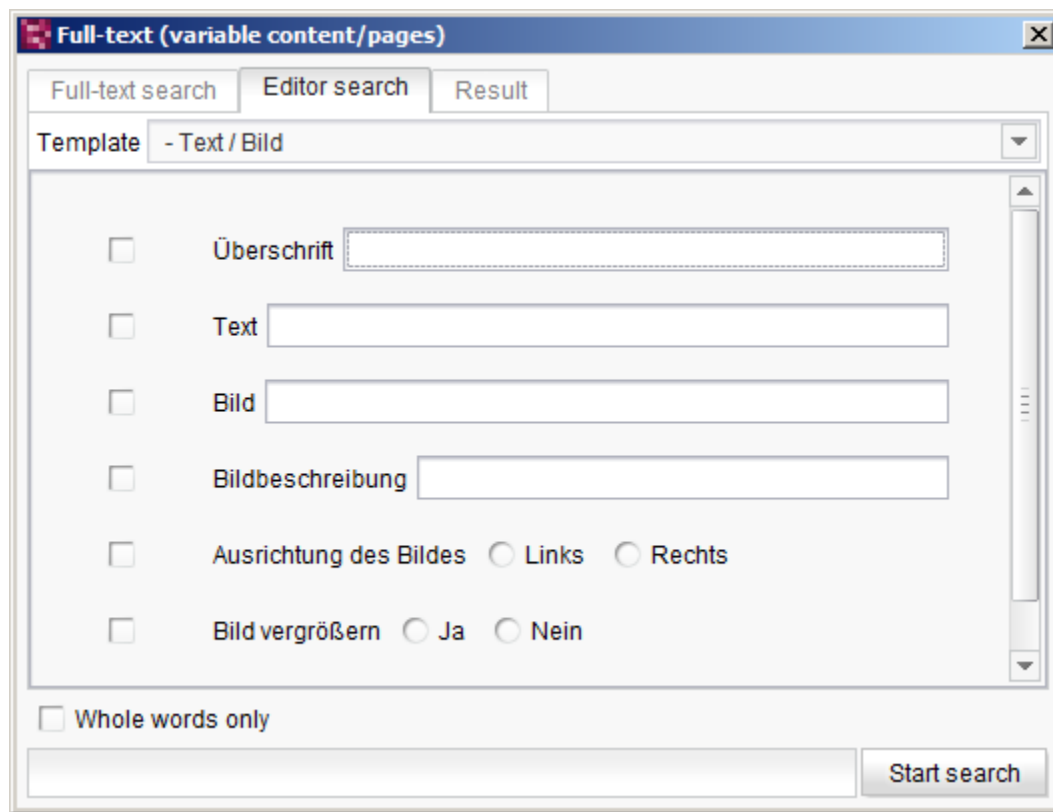 Full-text (variable content/pages)
Full-text search Editor search Result
Template - Text / Bild
Überschrift
Text
Bild
Bildbeschreibung
Ausrichtung des Bildes Links Rechts
Bild vergrößern Ja Nein
Whole words only
Start search